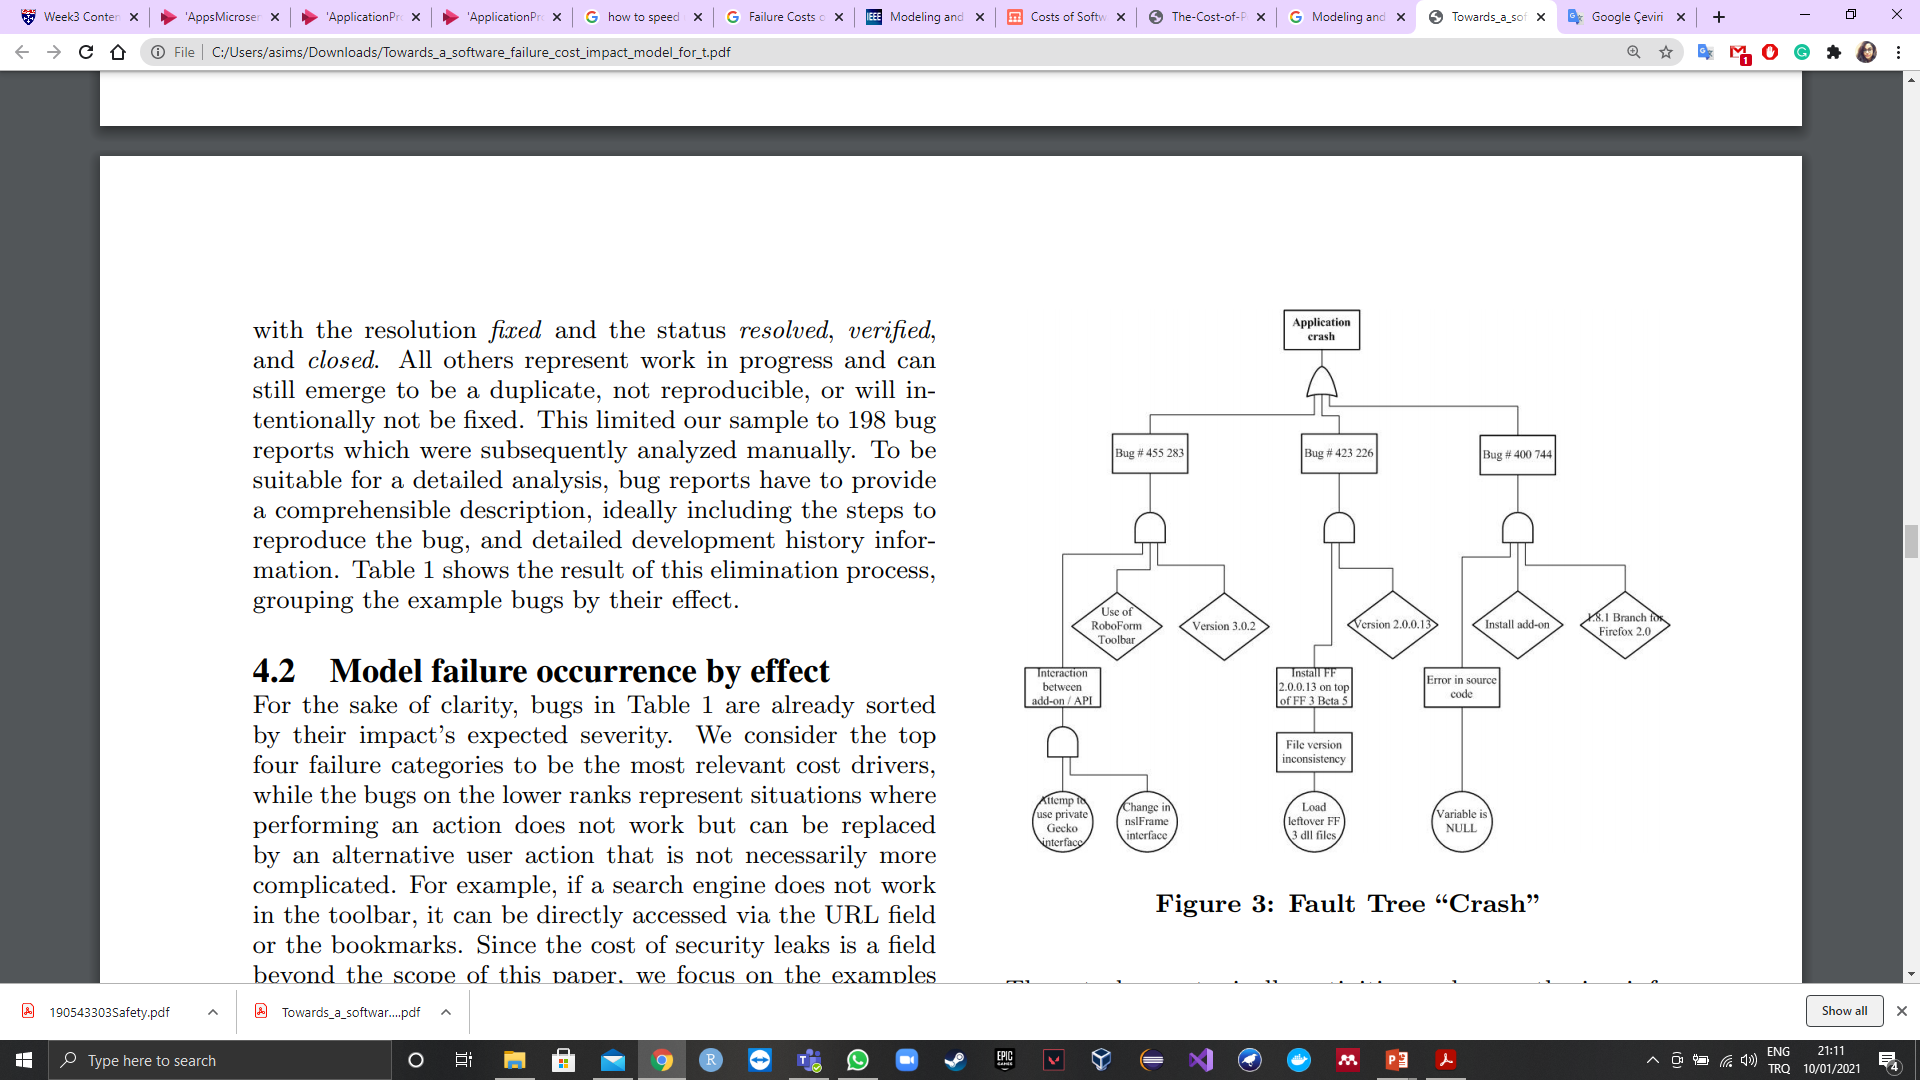 Week3 Conten
'AppsMicroser
'ApplicationPr
'ApplicationPr
how to speed
Failure Costs o
IEEE
Modeling and
Costs of Softw
The-Cost-of-P
Modeling and
Towards_a_sof
Google Çeviri
File
C:/Users/asims/Downloads/Towards_a_software_failure_cost_impact_model_for_t.pdf
1
with the resolution fixed and the status resolved, verified,
and closed. All others represent work in progress and can
still emerge to be a duplicate, not reproducible, or will in-
tentionally not be fixed. This limited our sample to 198 bug
reports which were subsequently analyzed manually. To be
suitable for a detailed analysis, bug reports have to provide
a comprehensible description, ideally including the steps to
reproduce the bug, and detailed development history infor-
mation. Table 1 shows the result of this elimination process,
grouping the example bugs by their effect.
4.2 Model failure occurrence by effect
For the sake of clarity, bugs in Table 1 are already sorted
by their impact's expected severity. We consider the top
four failure categories to be the most relevant cost drivers,
while the bugs on the lower ranks represent situations where
performing an action does not work but can be replaced
by an alternative user action that is not necessarily more
complicated. For example, if a search engine does not work
in the toolbar, it can be directly accessed via the URL field
or the bookmarks. Since the cost of security leaks is a field
beyond the scope of this paper, we focus on the examples
Application
crash
Bug # 455 283
Bug # 423 226
Bug # 400 744
Use of
RoboForm
Toolbar
Version 3.0.2
Version 2.0.0.13
Install add-on
1.8.1 Branch for
Firefox 2.0
Interaction
between
add-on / API
Install FF
2.0.0.13 on top
of FF 3 Beta 5
Error in source
code
File version
inconsistency
Attemp to
use private
Gecko
interface
Change in
nsIFrame
interface
Load
leftover FF
3 dll files
Variable is
NULL
Figure 3: Fault Tree “Crash”
190543303Safety.pdf
Towards_a_softwar....pdf
Show all
Type here to search
R
EPIC
GAMES
ENG
TRQ
21:11
10/01/2021
4